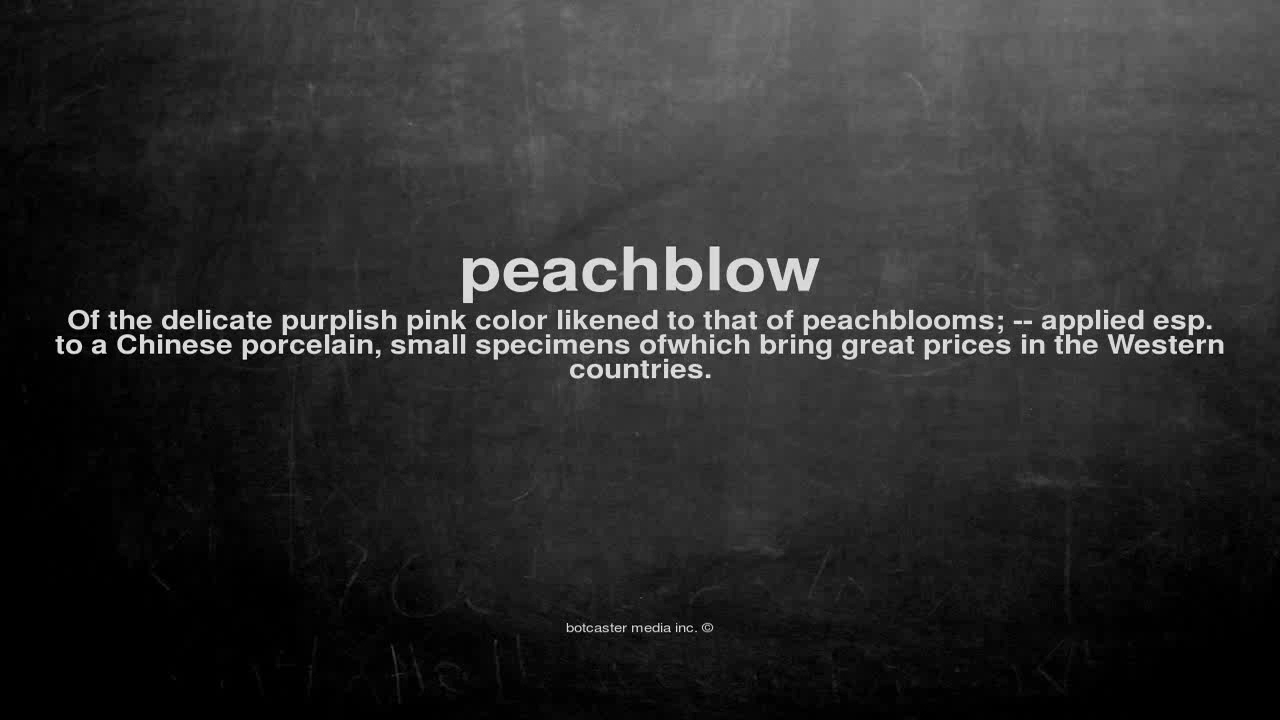 peachblow
Of the delicate purplish pink color likened to that of peachblooms; -- applied esp.
to a Chinese porcelain, small specimens ofwhich bring great prices in the Western
countries.
botcaster media inc. ©